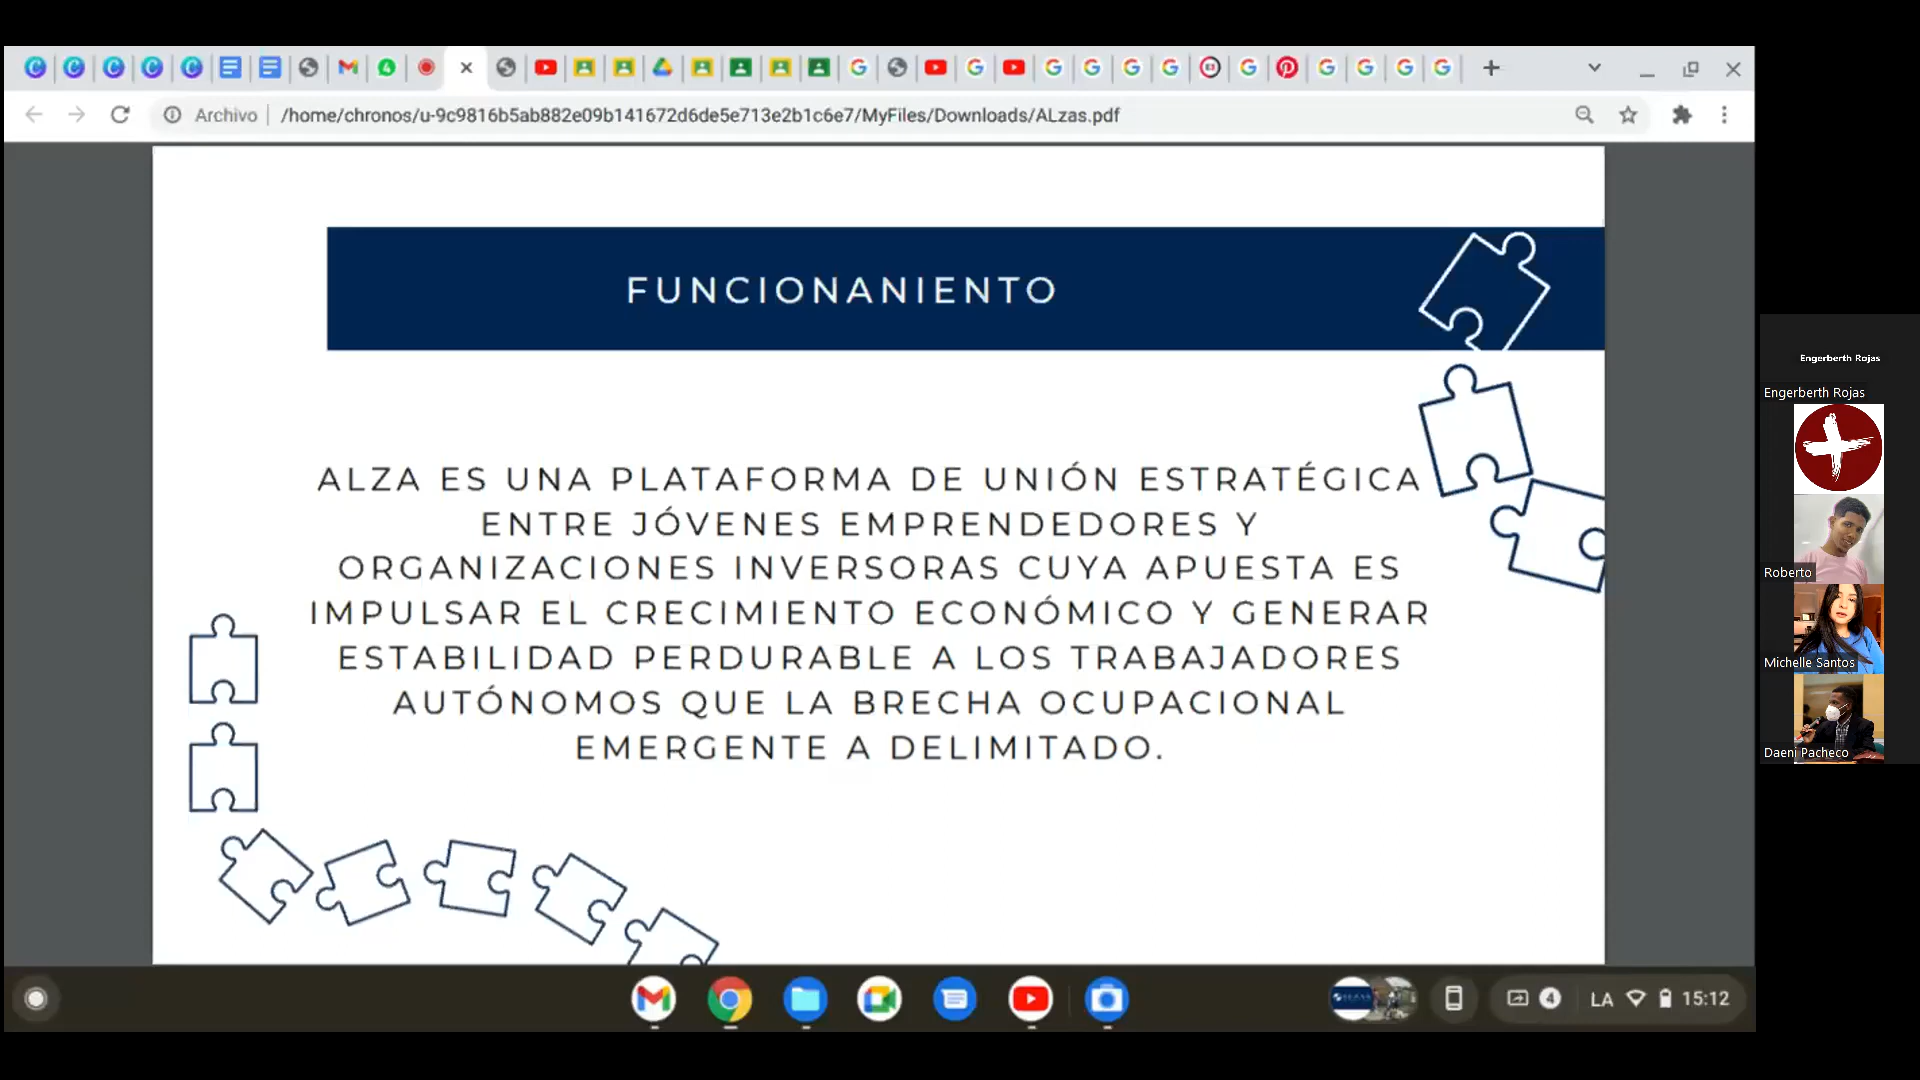 Archivo
/home/chronos/u-9c9816b5ab882e09b141672d6de5e713e2b1c6e7/MyFiles/Downloads/ALzas.pdf
FUNCIONANIENTO
ALZA ES UNA PLATAFORMA DE UNIÓN ESTRATÉGICA
ENTRE JÓVENES EMPRENDEDORES Y
ORGANIZACIONES INVERSORAS CUYA APUESTA ES
IMPULSAR EL CRECIMIENTO ECONÓMICO Y GENERAR
ESTABILIDAD PERDURABLE A LOS TRABAJADORES
AUTÓNOMOS QUE LA BRECHA OCUPACIONAL
EMERGENTE A DELIMITADO.
Engerberth Rojas
Engerberth Rojas
Roberto
Michelle Santos
Daeni Pacheco
4
LA
15:12